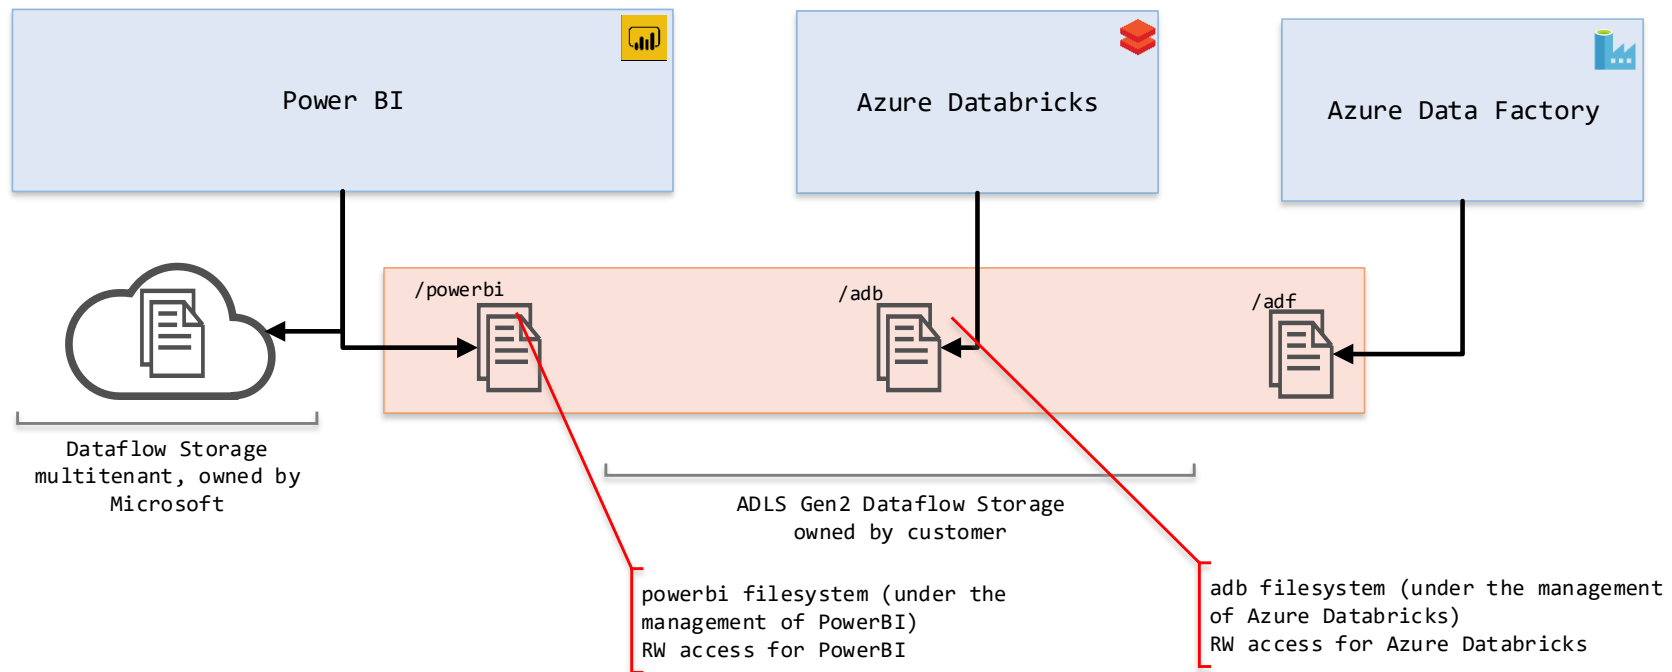 Power BI
Azure Databricks
Azure Data Factory
/powerbi
/adb
/adf
Dataflow Storage
multitenant, owned by
Microsoft
ADLS Gen2 Dataflow Storage
owned by customer
powerbi filesystem (under the
management of PowerBI)
RW access for PowerBI
adb filesystem (under the management
of Azure Databricks)
RW access for Azure Databricks